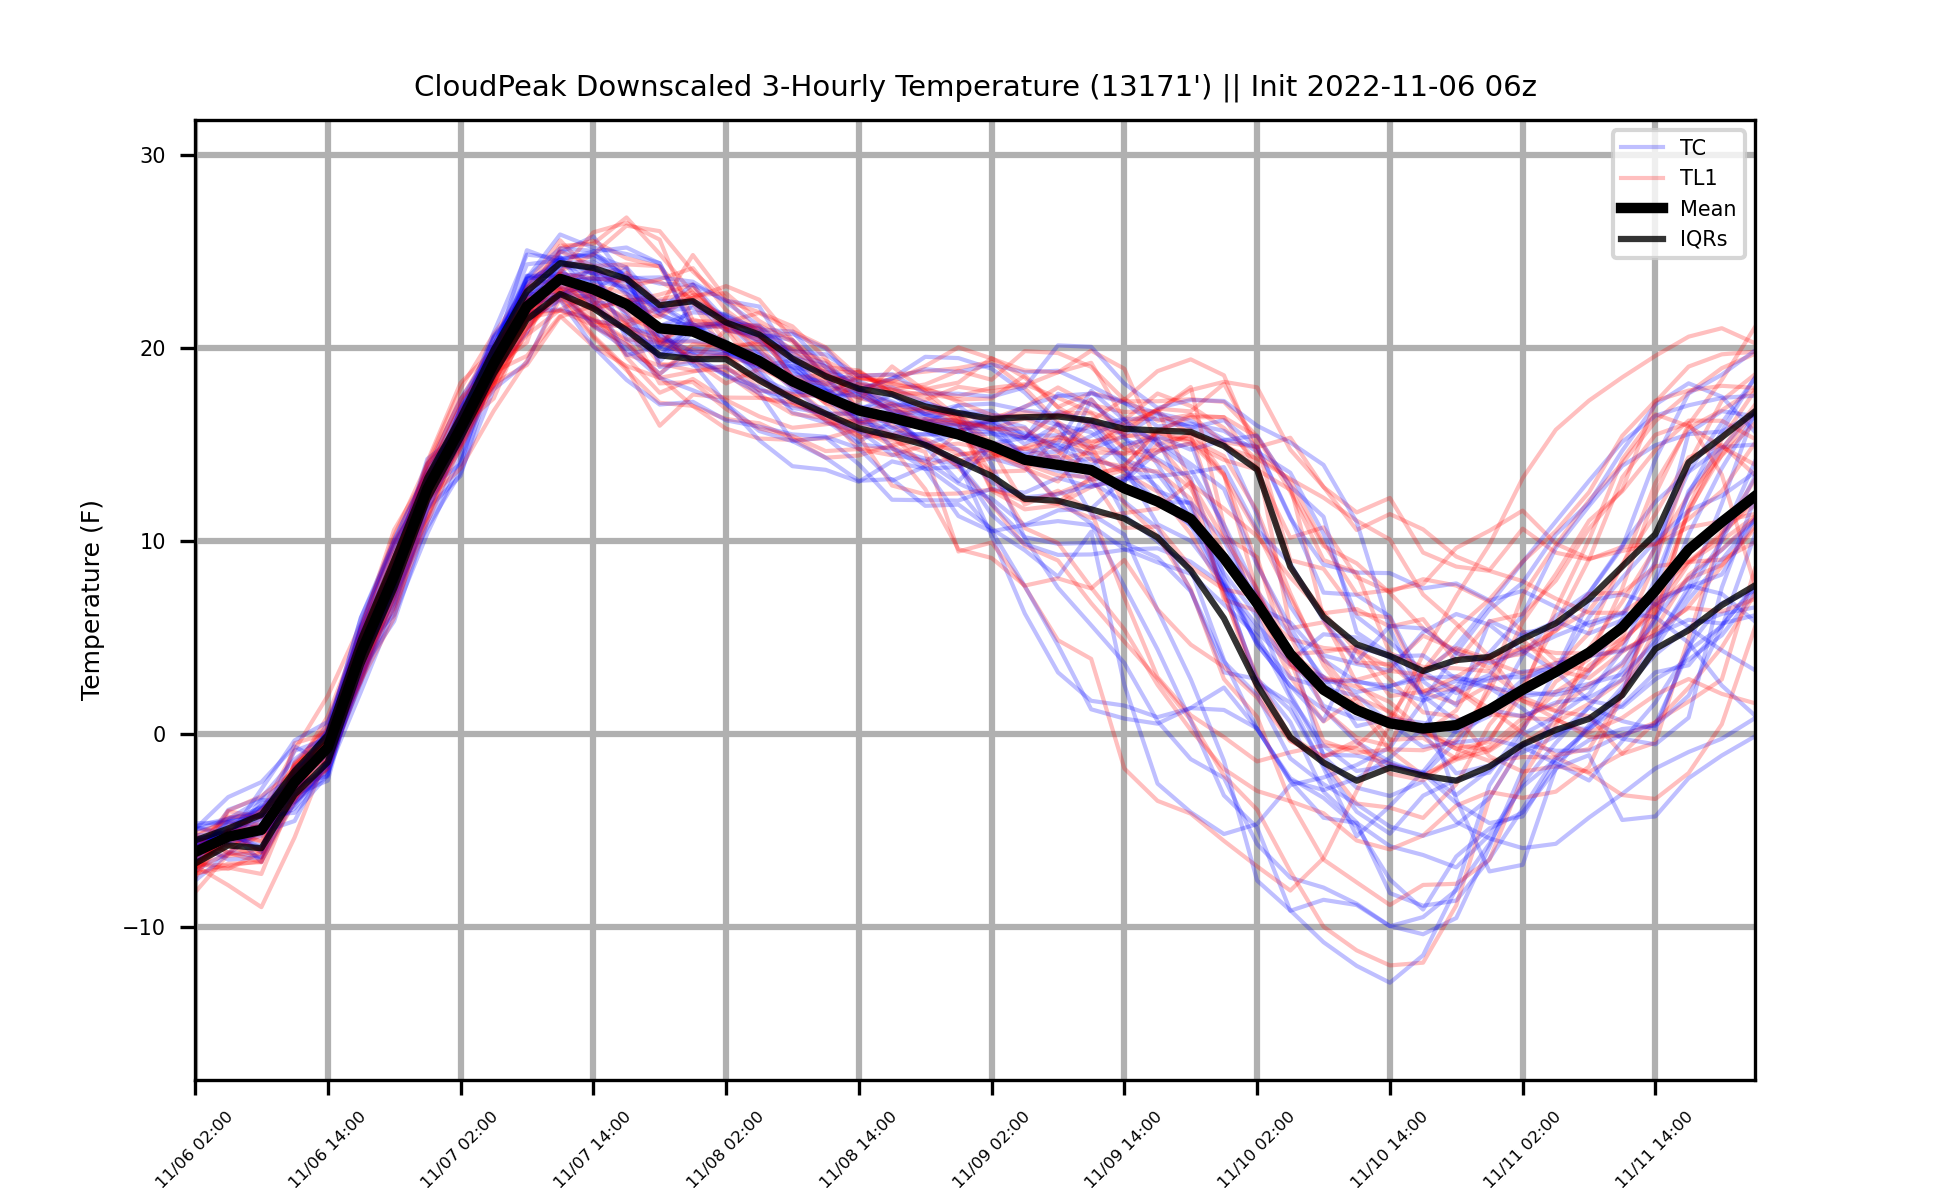 CloudPeak Downscaled 3-Hourly Temperature (13171') || Init 2022-11-06 06z
TC
TL1
Mean
IQRs
Temperature (F)
30
20
10
0
−10
11/06 02:00
11/06 14:00
11/07 02:00
11/07 14:00
11/08 02:00
11/08 14:00
11/09 02:00
11/09 14:00
11/10 02:00
11/10 14:00
11/11 02:00
11/11 14:00